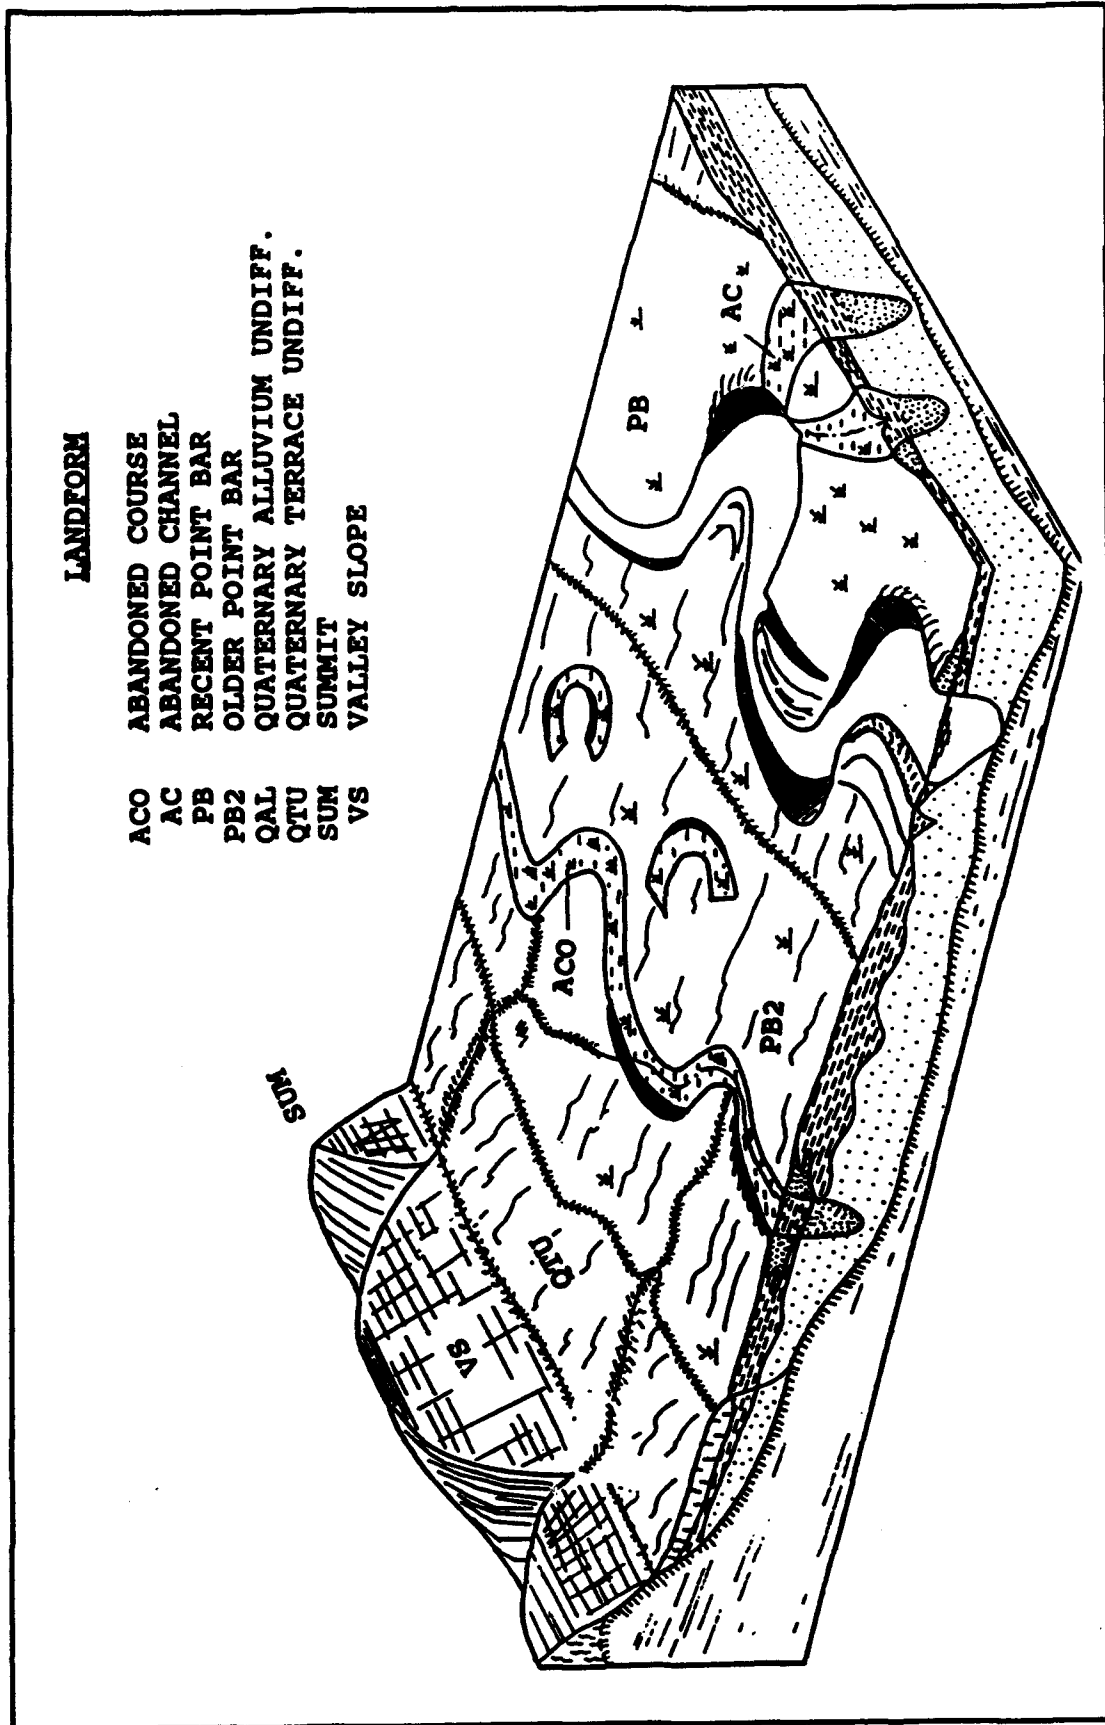 LANDFORM
ACO ABANDONED COURSE
AC ABANDONED CHANNEL
PB RECENT POINT BAR
PB2 OLDER POINT BAR
QAL QUATERNARY ALLUVIUM UNDIFF.
QTU QUATERNARY TERRACE UNDIFF.
SUM SUMMIT
VS VALLEY SLOPE
SUM
VS
QTU
ACO
PB2
PB
AC